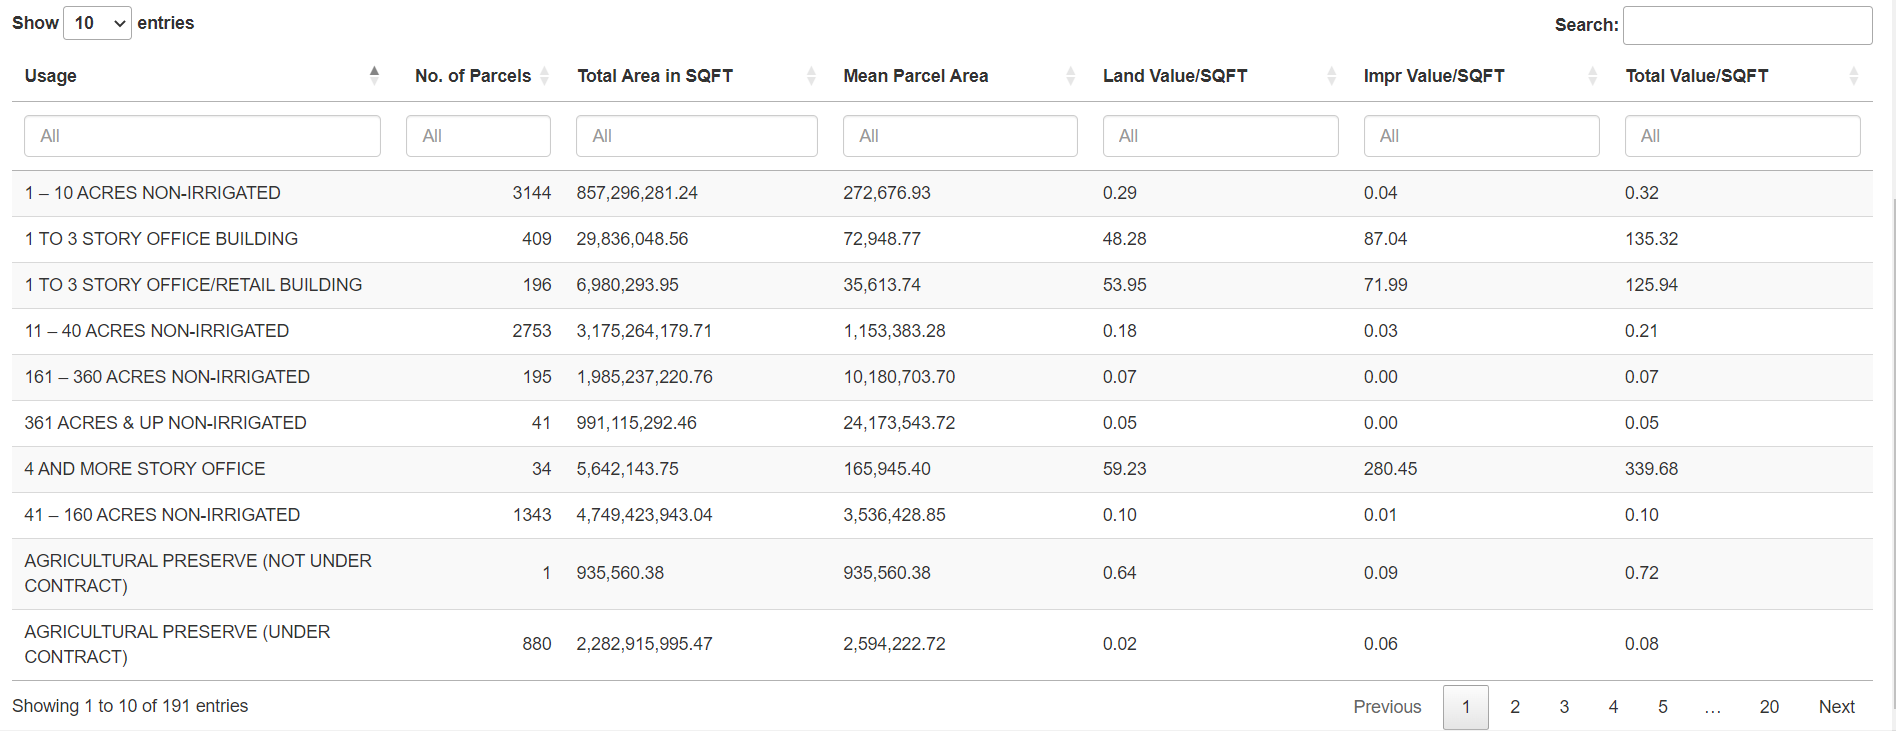 Show 10 entries Search:
Usage No. of Parcels Total Area in SQFT Mean Parcel Area Land Value/SQFT Impr Value/SQFT Total Value/SQFT
All All All All All All All
1 – 10 ACRES NON-IRRIGATED 3144 857,296,281.24 272,676.93 0.29 0.04 0.32
1 TO 3 STORY OFFICE BUILDING 409 29,836,048.56 72,948.77 48.28 87.04 135.32
1 TO 3 STORY OFFICE/RETAIL BUILDING 196 6,980,293.95 35,613.74 53.95 71.99 125.94
11 – 40 ACRES NON-IRRIGATED 2753 3,175,264,179.71 1,153,383.28 0.18 0.03 0.21
161 – 360 ACRES NON-IRRIGATED 195 1,985,237,220.76 10,180,703.70 0.07 0.00 0.07
361 ACRES & UP NON-IRRIGATED 41 991,115,292.46 24,173,543.72 0.05 0.00 0.05
4 AND MORE STORY OFFICE 34 5,642,143.75 165,945.40 59.23 280.45 339.68
41 – 160 ACRES NON-IRRIGATED 1343 4,749,423,943.04 3,536,428.85 0.10 0.01 0.10
AGRICULTURAL PRESERVE (NOT UNDER
CONTRACT) 1 935,560.38 935,560.38 0.64 0.09 0.72
AGRICULTURAL PRESERVE (UNDER
CONTRACT) 880 2,282,915,995.47 2,594,222.72 0.02 0.06 0.08
Showing 1 to 10 of 191 entries Previous 1 2 3 4 5 … 20 Next